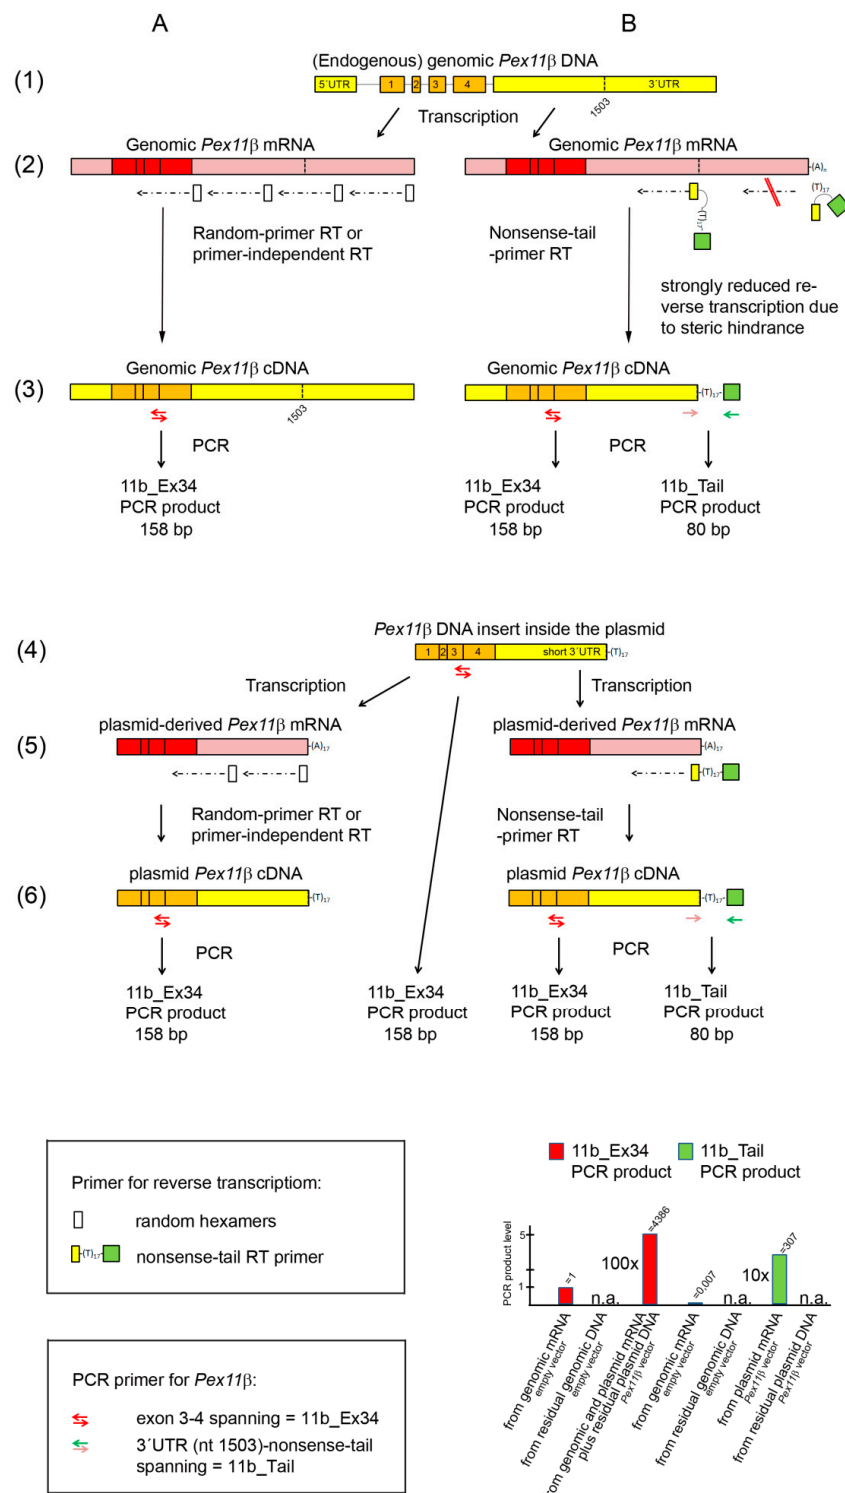 A
B
(Endogenous) genomic Pex11β DNA
(1)
5´UTR
1
2
3
4
3´UTR
1503
Transcription
Genomic Pex11β mRNA
Genomic Pex11β mRNA
(2)
-(A)n
(T)17
(T)17
Random-primer RT or
primer-independent RT
Nonsense-tail
-primer RT
strongly reduced re-
verse transcription due
to steric hindrance
Genomic Pex11β cDNA
Genomic Pex11β cDNA
(3)
-(T)17-
1503
PCR
PCR
11b_Ex34
PCR product
158 bp
11b_Ex34
PCR product
158 bp
11b_Tail
PCR product
80 bp
Pex11β DNA insert inside the plasmid
(4)
1
2
3
4
short 3´UTR
-(T)17
Transcription
Transcription
plasmid-derived Pex11β mRNA
plasmid-derived Pex11β mRNA
(5)
-(A)17
-(A)17
-(T)17-
Random-primer RT or
primer-independent RT
Nonsense-tail
-primer RT
plasmid Pex11β cDNA
plasmid Pex11β cDNA
(6)
-(T)17
-(T)17-
PCR
PCR
11b_Ex34
PCR product
158 bp
11b_Ex34
PCR product
158 bp
11b_Ex34
PCR product
158 bp
11b_Tail
PCR product
80 bp
Primer for reverse transcriptiom:
random hexamers
-(T)17-
nonsense-tail RT primer
PCR primer for Pex11β:
exon 3-4 spanning = 11b_Ex34
3´UTR (nt 1503)-nonsense-tail
spanning = 11b_Tail
11b_Ex34
PCR product
11b_Tail
PCR product
PCR product level
5
1
=1
n.a.
100x
=4386
=0,007
n.a.
10x
=307
n.a.
from genomic mRNA
empty vector
from residual genomic DNA
empty vector
from genomic and plasmid mRNA
plus residual plasmid DNA
Pex11β vector
from genomic mRNA
empty vector
from residual genomic DNA
empty vector
from plasmid mRNA
Pex11β vector
from residual plasmid DNA
Pex11β vector